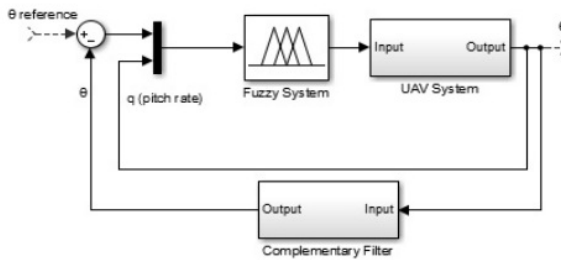 θ reference
+
−
θ
q (pitch rate)
Fuzzy System
Input
Output
UAV System
Output
Input
Complementary Filter